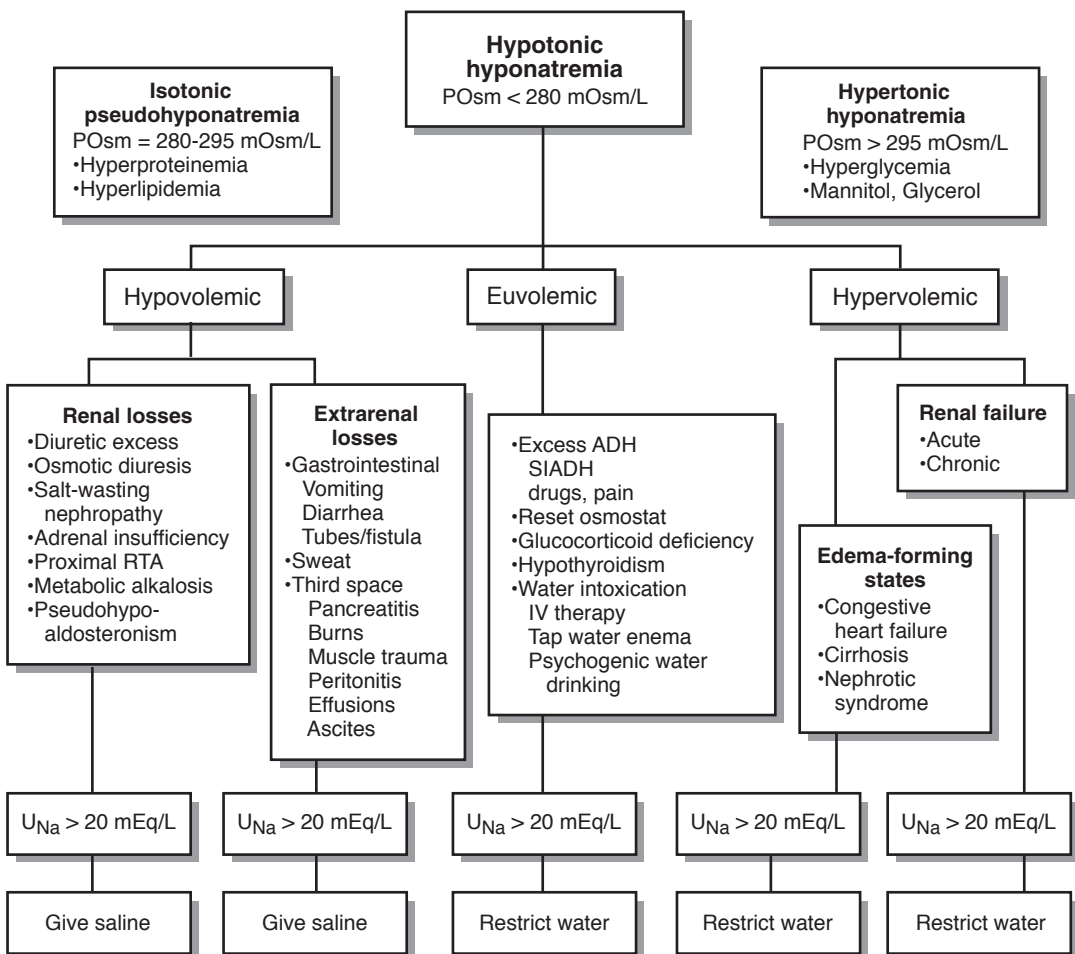 Hypotonic
hyponatremia
POsm < 280 mOsm/L
Isotonic
pseudohyponatremia
POsm = 280-295 mOsm/L
•Hyperproteinemia
•Hyperlipidemia
Hypertonic
hyponatremia
POsm > 295 mOsm/L
•Hyperglycemia
•Mannitol, Glycerol
Hypovolemic
Euvolemic
Hypervolemic
Renal losses
•Diuretic excess
•Osmotic diuresis
•Salt-wasting
nephropathy
•Adrenal insufficiency
•Proximal RTA
•Metabolic alkalosis
•Pseudohypo-
aldosteronism
Extrarenal
losses
•Gastrointestinal
Vomiting
Diarrhea
Tubes/fistula
•Sweat
•Third space
Pancreatitis
Burns
Muscle trauma
Peritonitis
Effusions
Ascites
•Excess ADH
SIADH
drugs, pain
•Reset osmostat
•Glucocorticoid deficiency
•Hypothyroidism
•Water intoxication
IV therapy
Tap water enema
Psychogenic water
drinking
Edema-forming
states
•Congestive
heart failure
•Cirrhosis
•Nephrotic
syndrome
Renal failure
•Acute
•Chronic
UNa > 20 mEq/L
UNa > 20 mEq/L
UNa > 20 mEq/L
UNa > 20 mEq/L
UNa > 20 mEq/L
Give saline
Give saline
Restrict water
Restrict water
Restrict water